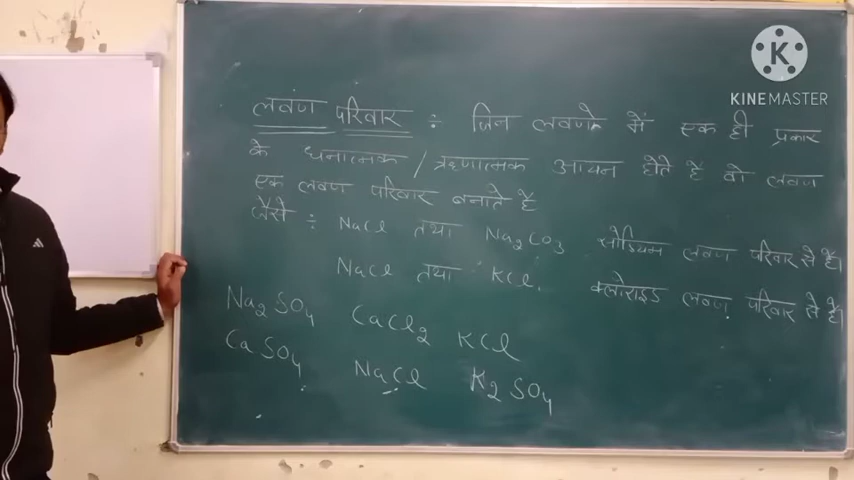 KINEMASTER
लवण परिवार ÷ जिन लवणों में एक ही प्रकार
के धनात्मक / ऋणात्मक आयन होते हैं वो लवण
एक लवण परिवार बनाते हैं
जैसे ÷ NaCl तथा Na2CO3 सोडियम लवण परिवार से हैं।
NaCl तथा KCl. क्लोराइड लवण परिवार से हैं।
Na2SO4 CaCl2 KCl
CaSO4 NaCl K2SO4